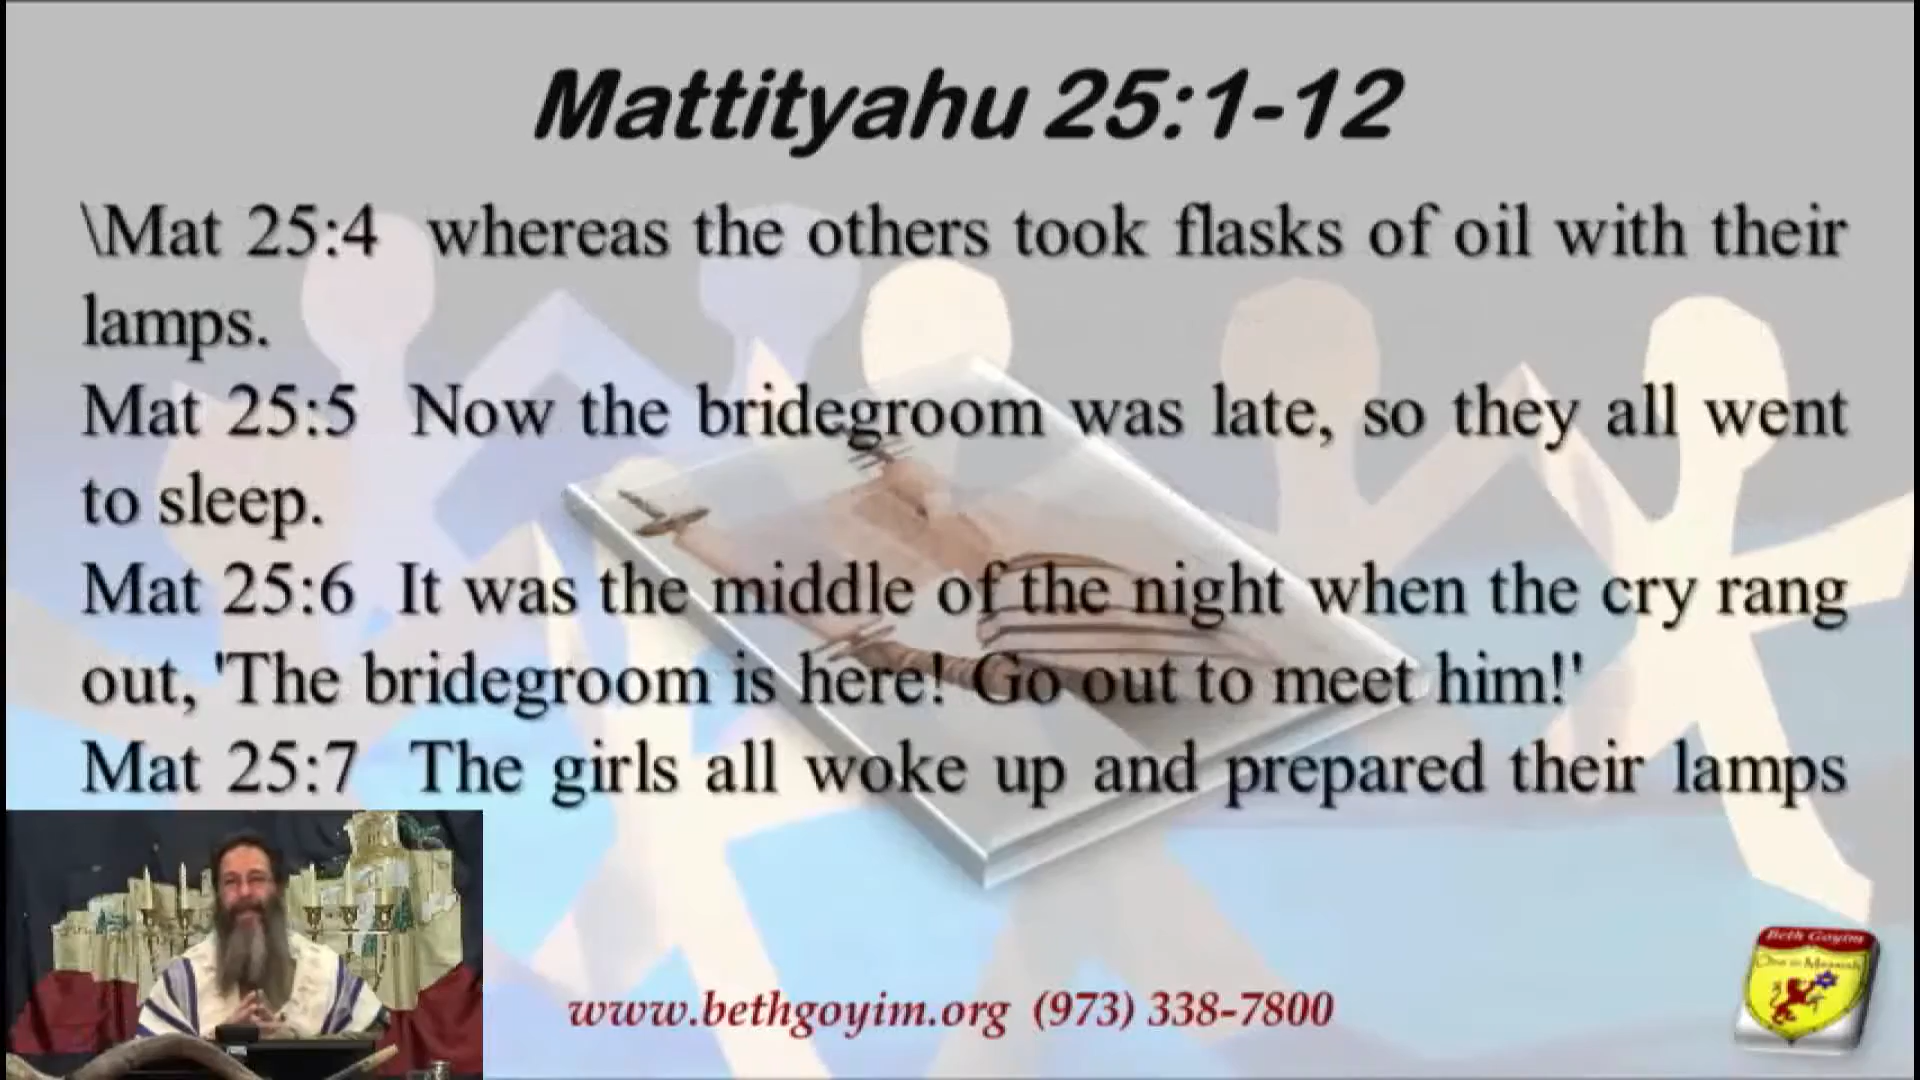 Mattityahu 25:1-12
\Mat 25:4 whereas the others took flasks of oil with their
lamps.
Mat 25:5 Now the bridegroom was late, so they all went
to sleep.
Mat 25:6 It was the middle of the night when the cry rang
out, 'The bridegroom is here! Go out to meet him!'
Mat 25:7 The girls all woke up and prepared their lamps
www.bethgoyim.org (973) 338-7800
Beth Goyim
One in Messiah